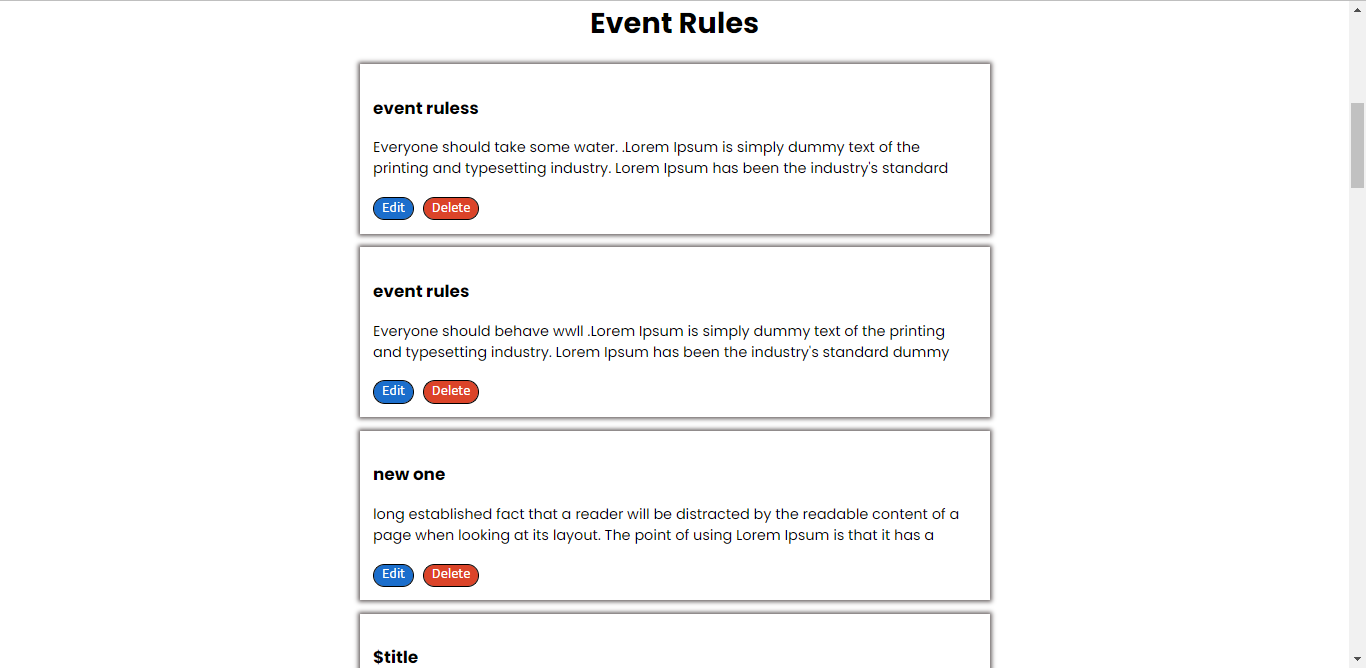 Event Rules
event ruless
Everyone should take some water. .Lorem Ipsum is simply dummy text of the
printing and typesetting industry. Lorem Ipsum has been the industry's standard
Edit Delete
event rules
Everyone should behave wwll .Lorem Ipsum is simply dummy text of the printing
and typesetting industry. Lorem Ipsum has been the industry's standard dummy
Edit Delete
new one
long established fact that a reader will be distracted by the readable content of a
page when looking at its layout. The point of using Lorem Ipsum is that it has a
Edit Delete
$title